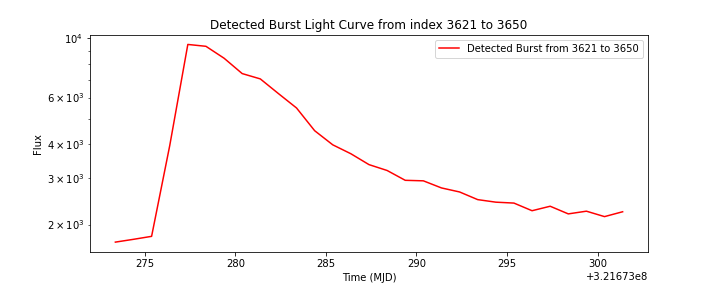 Detected Burst Light Curve from index 3621 to 3650
Detected Burst from 3621 to 3650
10⁴
6 × 10³
4 × 10³
3 × 10³
2 × 10³
Flux
275 280 285 290 295 300
Time (MJD)
+3.21673e8